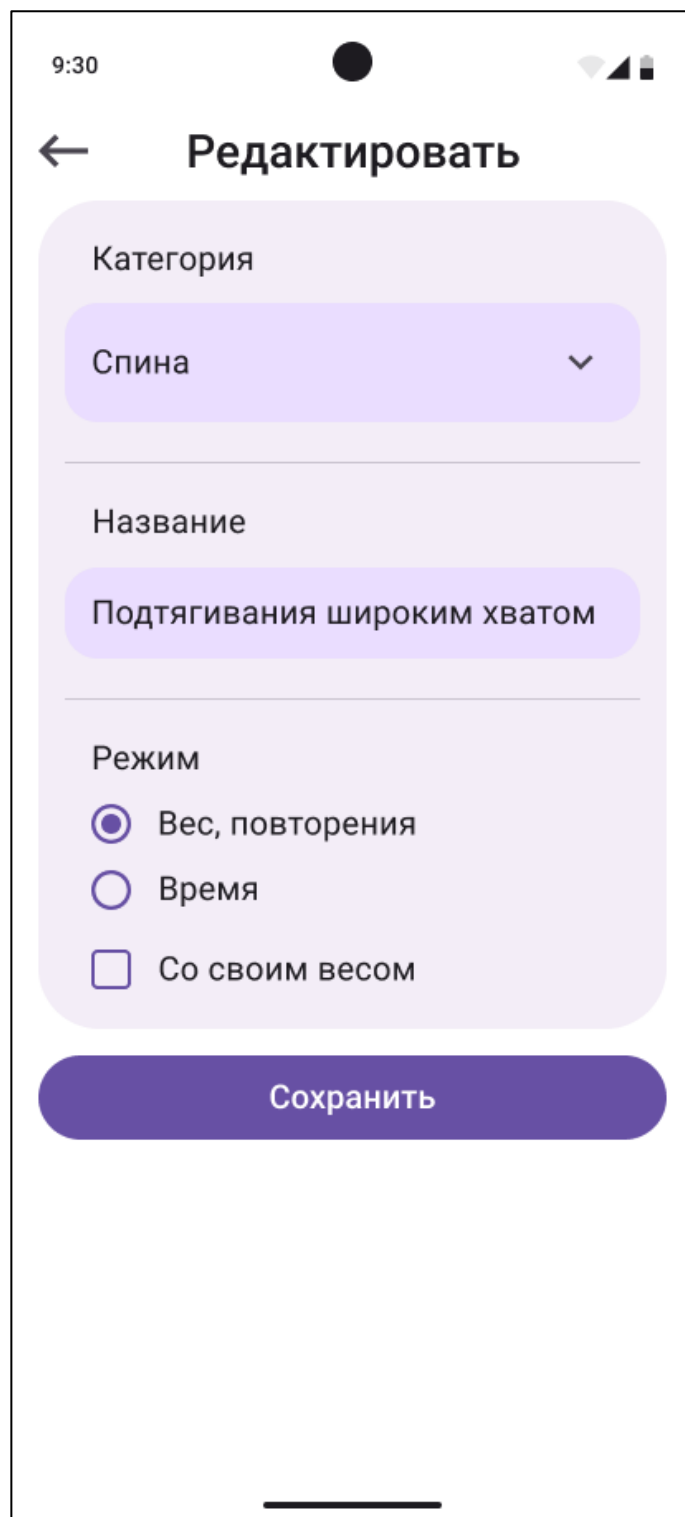 9:30
Редактировать
Категория
Спина
Название
Подтягивания широким хватом
Режим
Вес, повторения
Время
Со своим весом
Сохранить